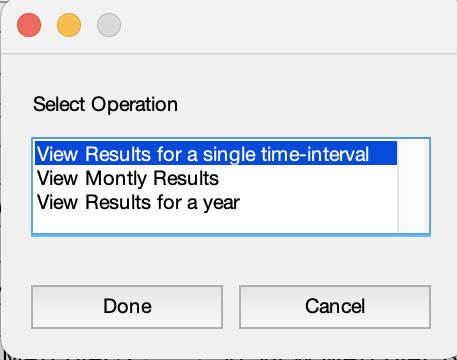 Select Operation
View Results for a single time-interval
View Montly Results
View Results for a year
Done
Cancel